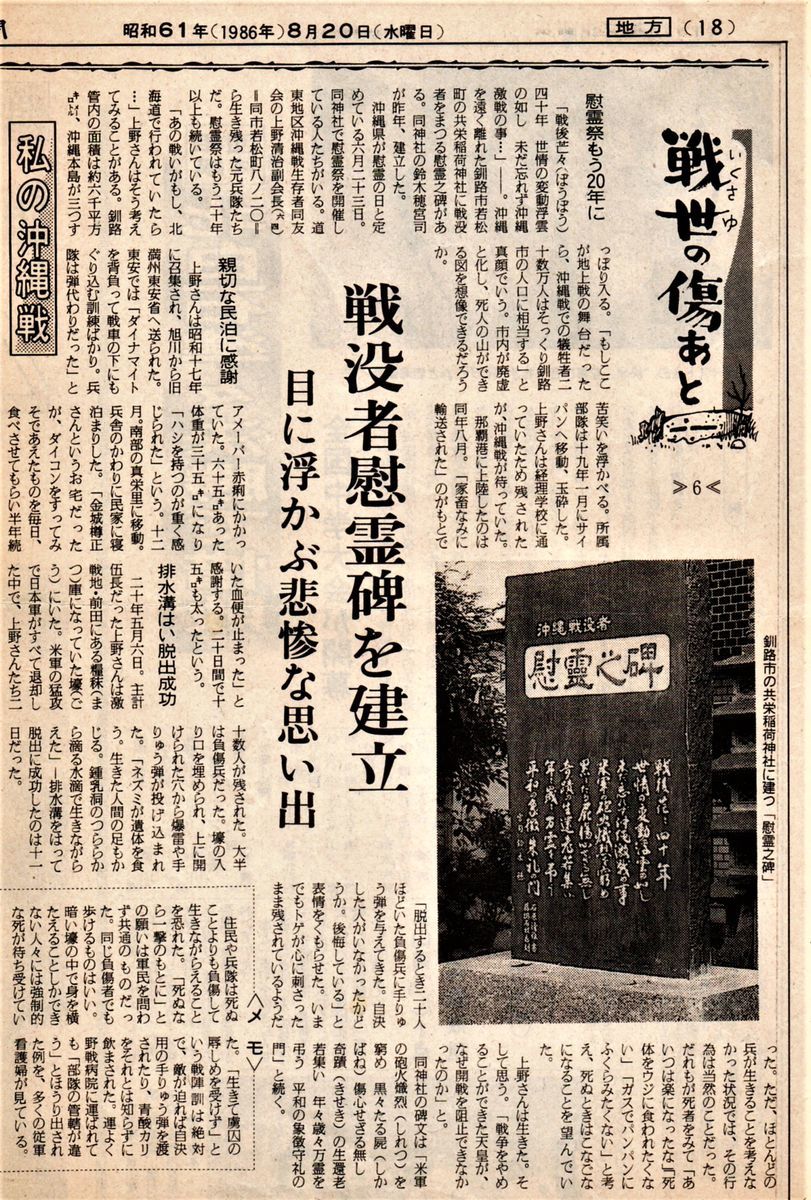 昭和61年(1986年)8月20日(水曜日)
地方
(18)
戦世の傷あと
いくさゆ
≫6≪
私の沖縄戦
戦没者慰霊碑を建立
目に浮かぶ悲惨な思い出
慰霊祭もう20年に
「戦後茫々(ぼうぼう)
四十年　世情の変動浮雲
の如し　未だ忘れず沖縄
激戦の事…」――。沖縄
を遠く離れた釧路市若松
町の共栄稲荷神社に戦没
者をまつる慰霊之碑があ
る。同神社の鈴木穂宮司
が昨年、建立した。
沖縄県が慰霊の日と定
めている六月二十三日。
同神社で慰霊祭を開催し
ている人たちがいる。道
東地区沖縄戦生存者同友
会の上野清治副会長(六四)
＝同市若松町八ノ二〇＝
ら生き残った元兵隊たち
だ。慰霊祭はもう二十年
以上も続いている。
「あの戦いがもし、北
海道で行われていたら
…」上野さんはそう考え
てみることがある。釧路
管内の面積は約六千平方
㌔。沖縄本島が三つす
っぽり入る。「もしここ
が地上戦の舞台だった
ら、沖縄戦での犠牲者二
十数万人はそっくり釧路
市の人口に相当する」と
真顔でいう。市内が廃虚
と化し、死人の山ができ
る図を想像できるだろう
か。
親切な民泊に感謝
上野さんは昭和十七年
に召集され、旭川から旧
満州東安省へ送られた。
東安では「ダイナマイト
を背負って戦車の下にも
ぐり込む訓練ばかり。兵
隊は弾代わりだった」と
苦笑いを浮かべる。所属
部隊は十九年一月にサイ
パンへ移動、玉砕した。
上野さんは経理学校に通
っていたため残された
が、沖縄戦が待っていた。
那覇港に上陸したのは
同年八月。「家畜なみに
輸送された」のがもとで
アメーバー赤痢にかかっ
ていた。六十五㌔あった
体重が三十五㌔になり
「ハシを持つのが重く感
じられた」という。十二
月。南部の真栄里に移動。
兵舎のかわりに民家に寝
泊まりした。「金城樽正
さんというお宅だった
が、ダイコンをすってみ
そであえたものを毎日、
食べさせてもらい半年続
いた血便が止まった」と
感謝する。二十日間で十
五㌔も太ったという。
排水溝はい脱出成功
二十年五月六日。主計
伍長だった上野さんは激
戦地・前田にある糧秣(ま
つ)庫になっていた壕(ご
う)にいた。米軍の猛攻
で日本軍がすべて退却し
た中で、上野さんたち二
十数人が残された。大半
は負傷兵だった。壕の入
り口を埋められ、上に開
けられた穴から爆雷や手
りゅう弾が投げ込まれ
た。「ネズミが遺体を食
う。生きた人間の足もか
じる。鍾乳洞のつららか
ら滴る水滴で生きながら
えた」―排水溝をはって
脱出に成功したのは十一
日だった。
「脱出するとき二十人
ほどいた負傷兵に手りゅ
う弾を与えてきた。自決
した人がいなかったかど
うか。後悔している」と
表情をくもらせた。いま
でもトゲが心に刺さった
まま残されているようだ
った。ただ、ほとんどの
兵が生きることを考えな
かった状況では、その行
為は当然のことだった。
だれもが死者をみて「あ
いつは楽になったな」「死
体をウジに食われたくな
い」「ガスでパンパンに
ふくらみたくない」と考
え、死ぬときはこなごな
になることを望んでい
た。
上野さんは生きた。そ
して思う。「戦争をやめ
ることができた天皇が、
なぜ開戦を阻止できなか
ったのか」と。
同神社の碑文は「米軍
の砲火熾烈(しれつ)を
窮め　黒々たる屍(しか
ばね)傷心せざる無し
奇蹟(きせき)の生還老
若集い　年々歳々万霊を
弔う　平和の象徴守礼の
門」と続く。
＜メモ＞
住民や兵隊は死ぬ
ことよりも負傷して
生きながらえること
を恐れた。「死ぬな
ら一撃のもとに」と
の願いは軍民を問わ
ず共通のものだっ
た。同じ負傷者でも
歩けるものはいい。
暗い壕の中で身を横
たえることしかでき
ない人々には強制的
な死が待ち受けてい
た。「生きて虜囚の
辱しめを受けず」と
いう戦陣訓は絶対
で、敵が迫れば自決
用の手りゅう弾を渡
されたり、青酸カリ
をそれとは知らずに
飲まされた。運よく
野戦病院に運ばれて
も「部隊の管轄が違
う」とほうり出され
た例を、多くの従軍
看護婦が見ている。
釧路市の共栄稲荷神社に建つ「慰霊之碑」
沖縄戦没者
慰霊之碑